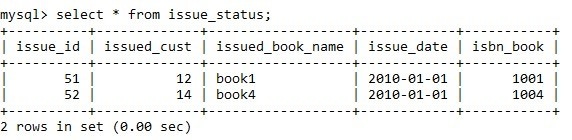 mysql> select * from issue_status;
+----------+-------------+------------------+------------+-----------+
| issue_id | issued_cust | issued_book_name | issue_date | isbn_book |
+----------+-------------+------------------+------------+-----------+
| 51 | 12 | book1 | 2010-01-01 | 1001 |
| 52 | 14 | book4 | 2010-01-01 | 1004 |
+----------+-------------+------------------+------------+-----------+
2 rows in set (0.00 sec)